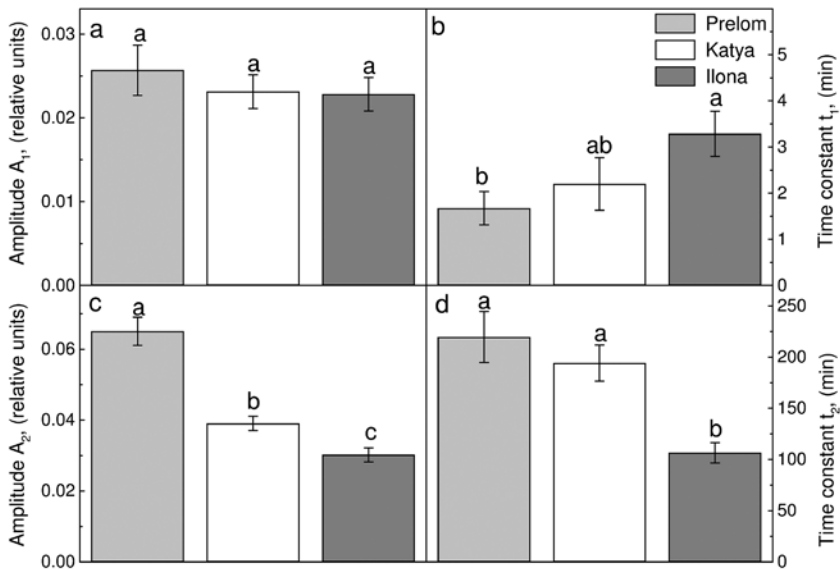 a
Amplitude A₁, (relative units)
0.03
0.02
0.01
0.00
a
a
a
b
Prelom
Katya
Ilona
b
ab
a
5
4
3
2
1
0
Time constant t₁, (min)
c
Amplitude A₂, (relative units)
0.06
0.04
0.02
0.00
a
b
c
d
a
a
b
250
200
150
100
50
0
Time constant t₂, (min)